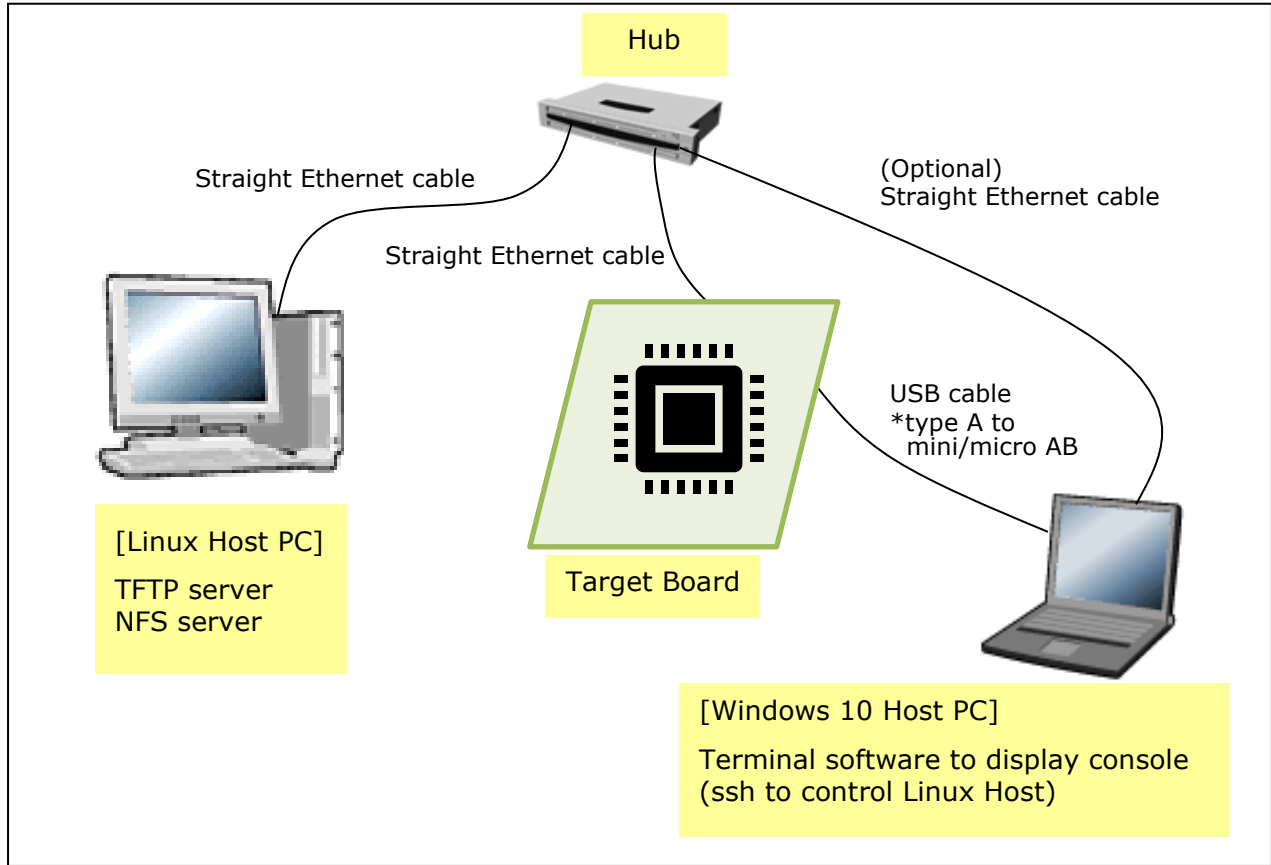 Hub
Straight Ethernet cable
(Optional)
Straight Ethernet cable
Straight Ethernet cable
USB cable
*type A to
mini/micro AB
[Linux Host PC]
TFTP server
NFS server
Target Board
[Windows 10 Host PC]
Terminal software to display console
(ssh to control Linux Host)